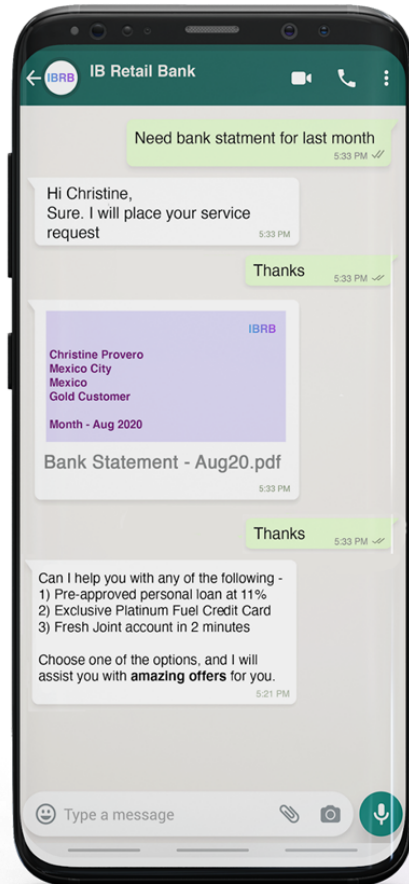 IBRB
IB Retail Bank
Need bank statment for last month
5:33 PM
Hi Christine,
Sure. I will place your service
request
5:33 PM
Thanks
5:33 PM
IBRB
Christine Provero
Mexico City
Mexico
Gold Customer
Month - Aug 2020
Bank Statement - Aug20.pdf
5:33 PM
Thanks
5:33 PM
Can I help you with any of the following -
1) Pre-approved personal loan at 11%
2) Exclusive Platinum Fuel Credit Card
3) Fresh Joint account in 2 minutes
Choose one of the options, and I will
assist you with amazing offers for you.
5:21 PM
Type a message